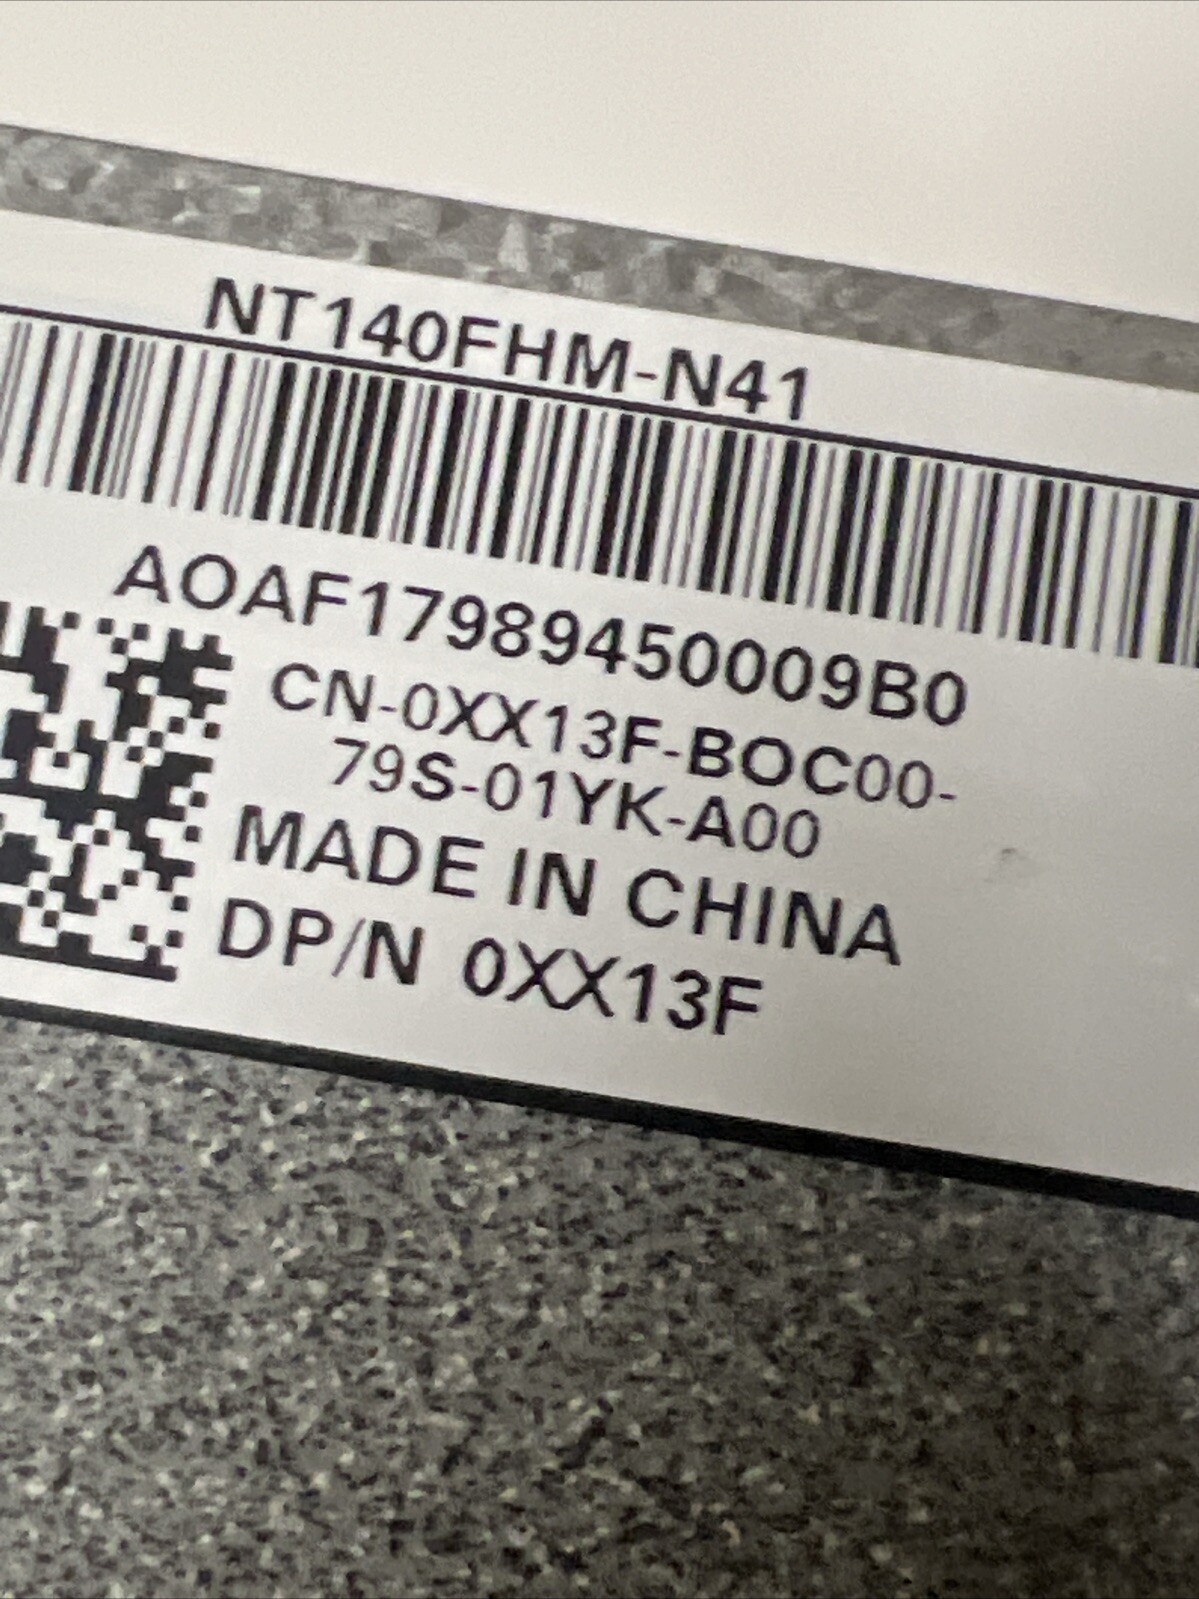 NT140FHM-N41
AOAF17989450009B0
CN-0XX13F-BOC00-
79S-01YK-A00
MADE IN CHINA
DP/N 0XX13F